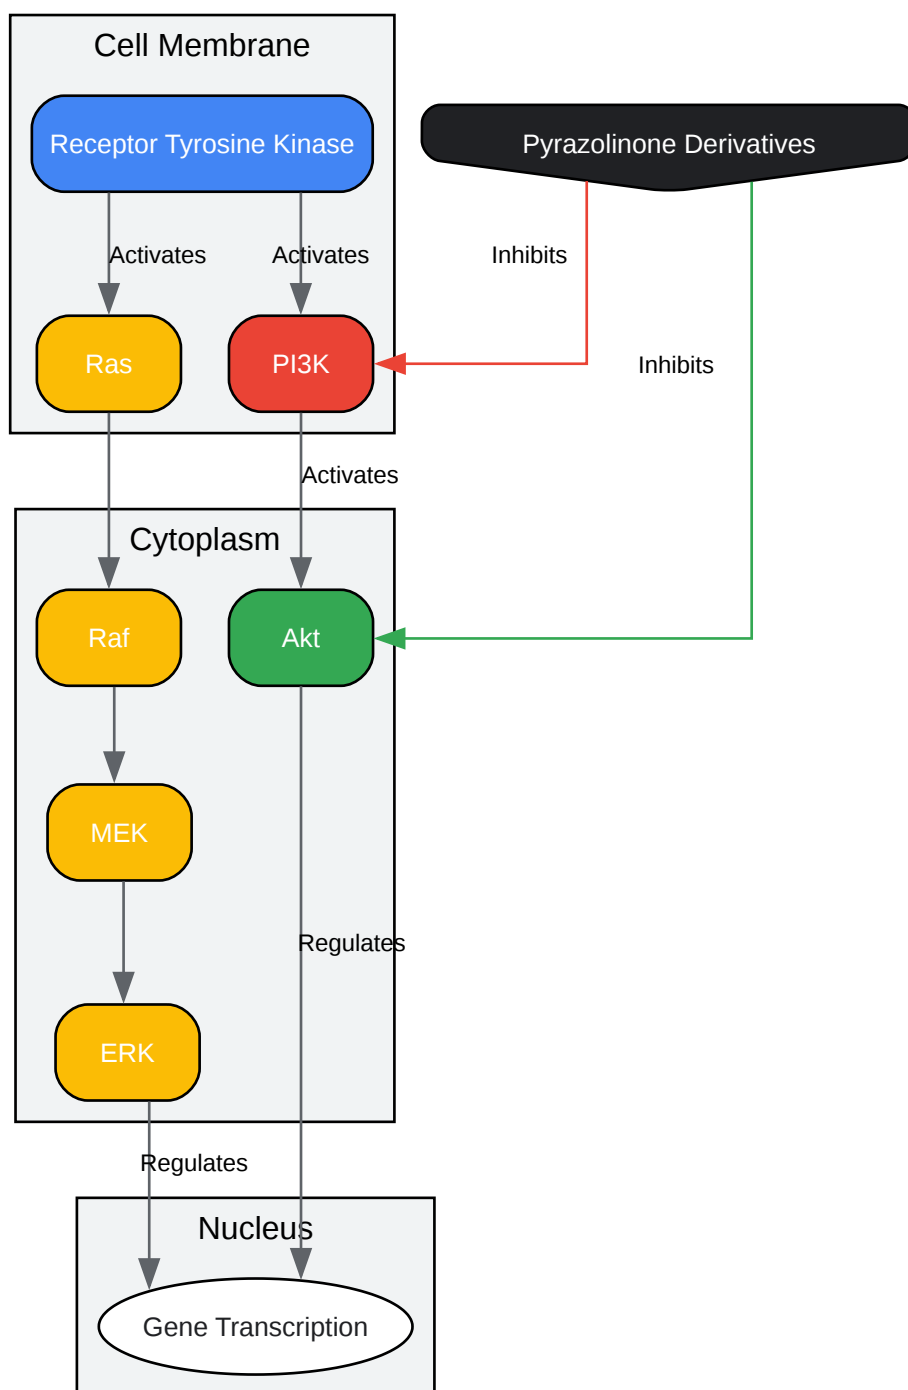 Cell Membrane
Receptor Tyrosine Kinase
Pyrazolinone Derivatives
Activates
Activates
Inhibits
Ras
PI3K
Inhibits
Activates
Cytoplasm
Raf
Akt
MEK
Regulates
ERK
Regulates
Nucleus
Gene Transcription